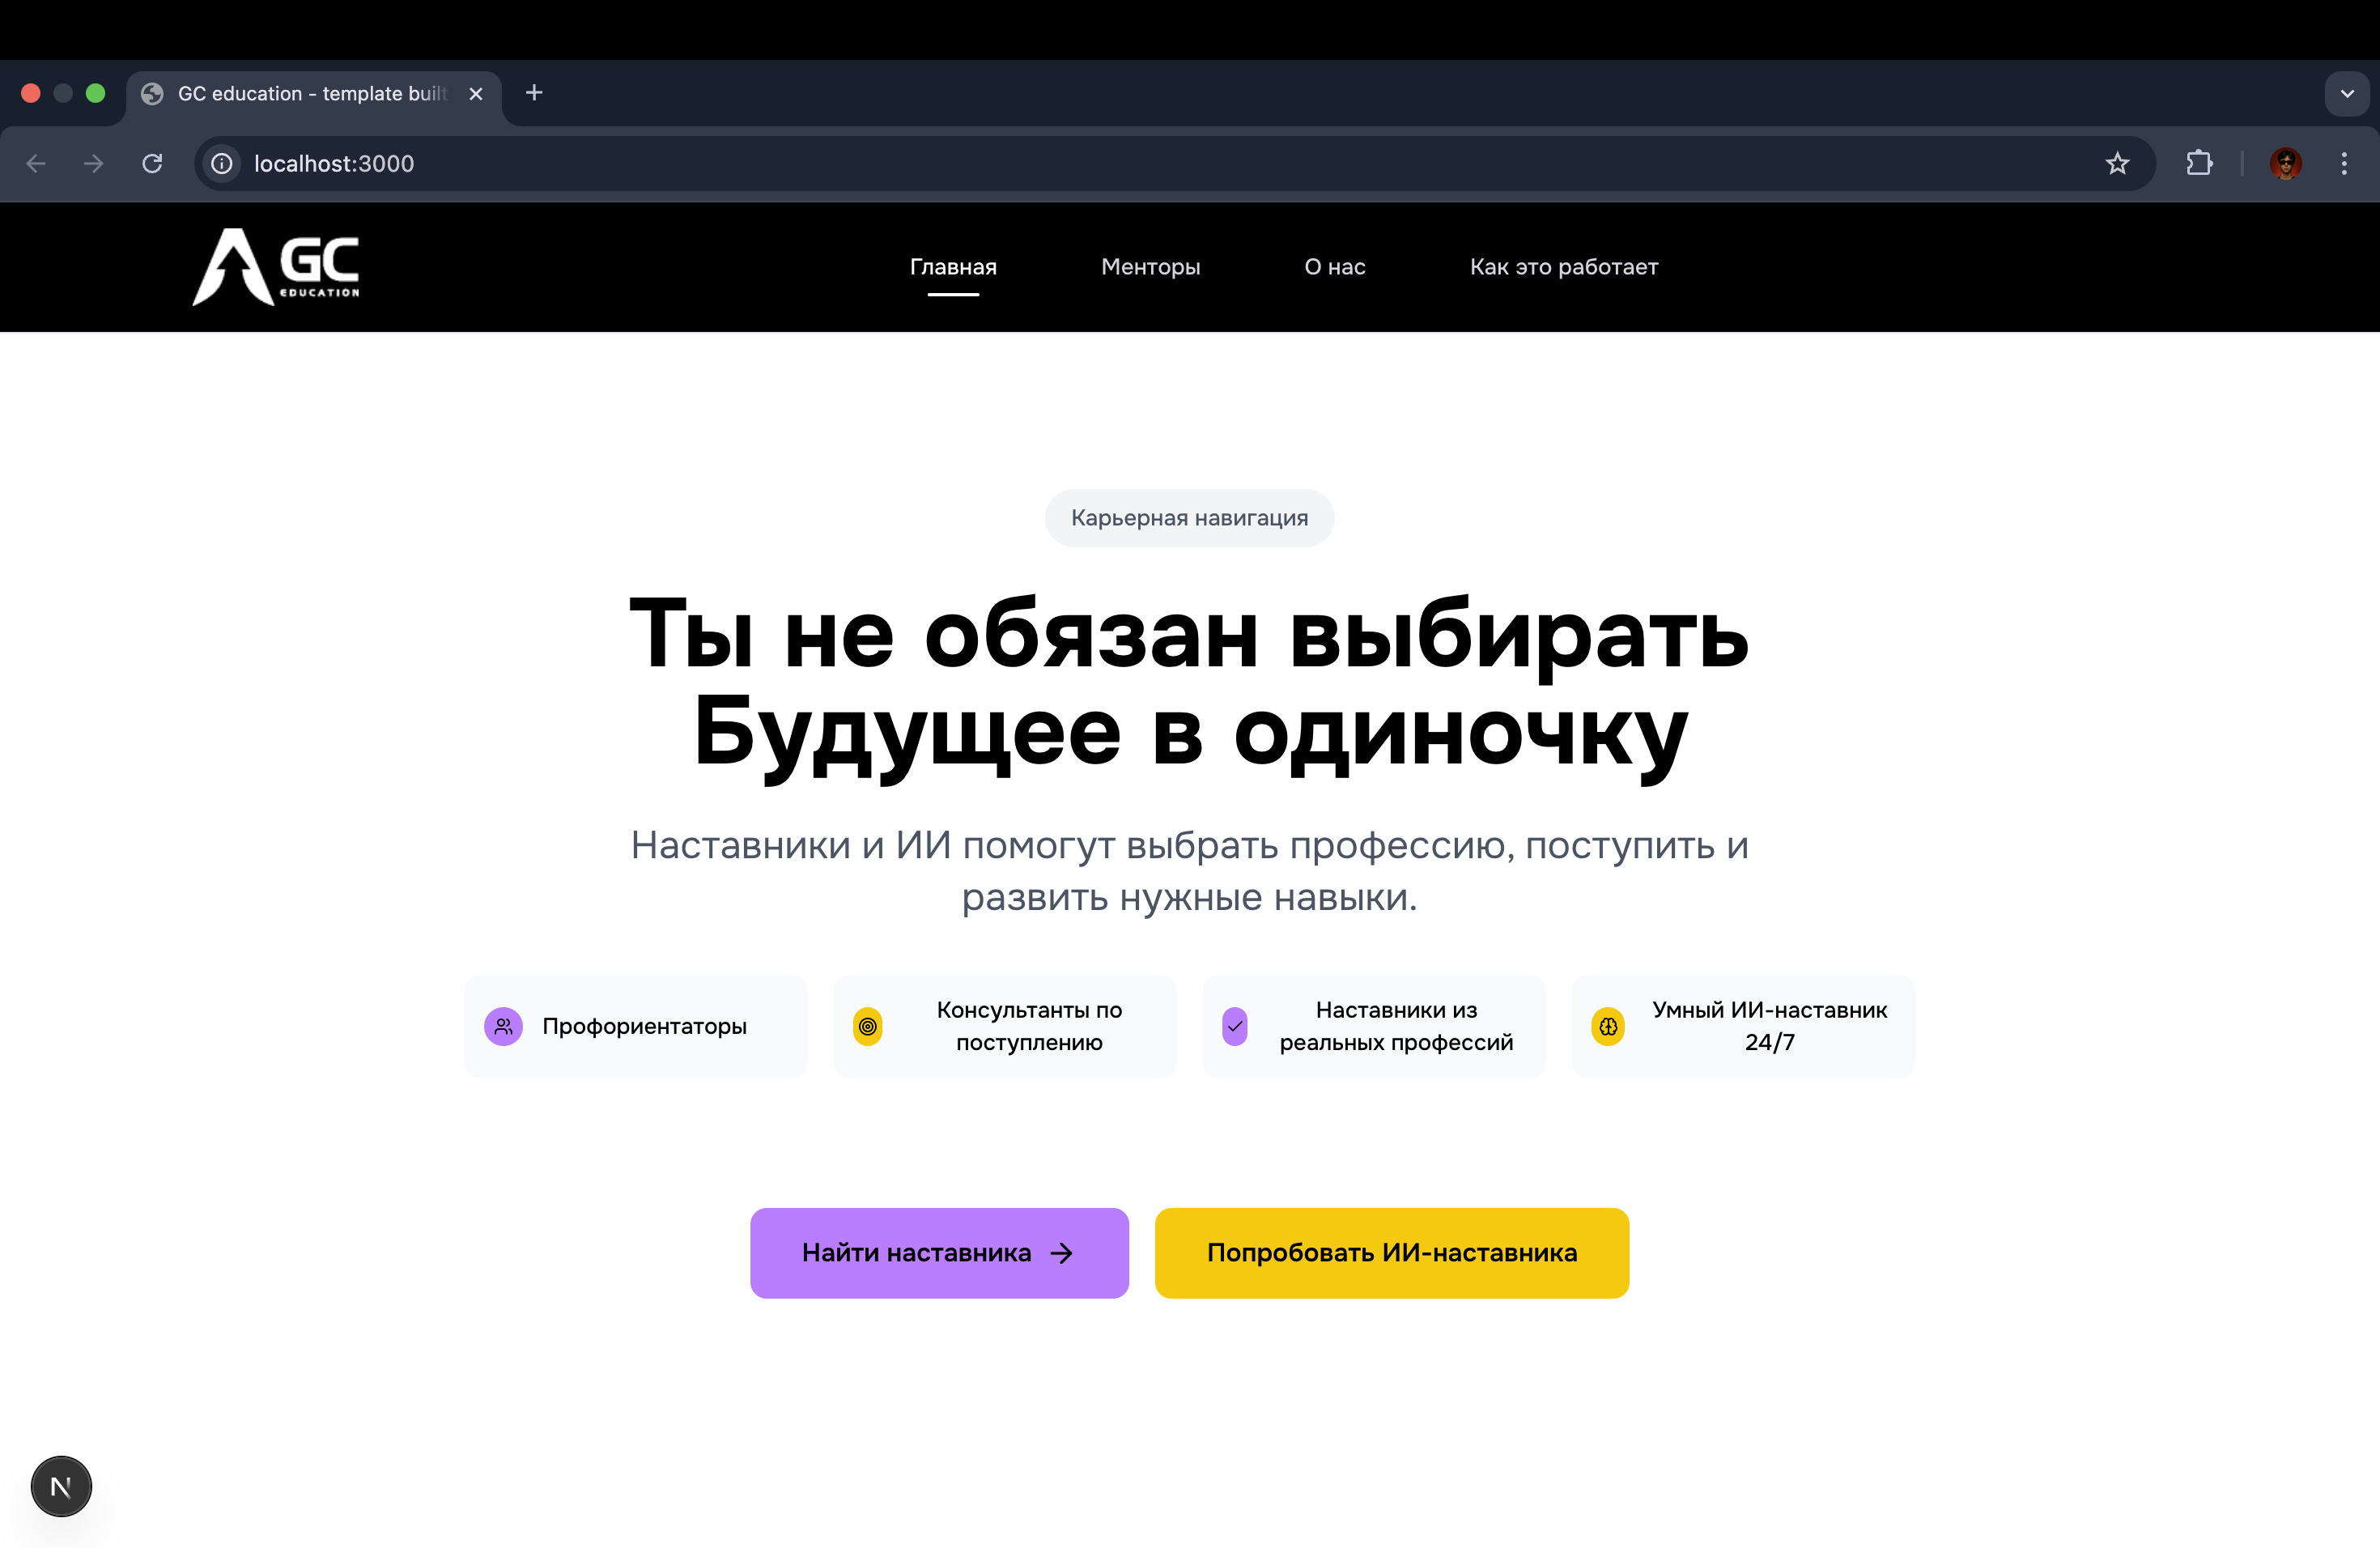 GC education - template built
localhost:3000
GC
EDUCATION
Главная
Менторы
О нас
Как это работает
Карьерная навигация
Ты не обязан выбирать
Будущее в одиночку
Наставники и ИИ помогут выбрать профессию, поступить и
развить нужные навыки.
Профориентаторы
Консультанты по
поступлению
Наставники из
реальных профессий
Умный ИИ-наставник
24/7
Найти наставника
Попробовать ИИ-наставника
N